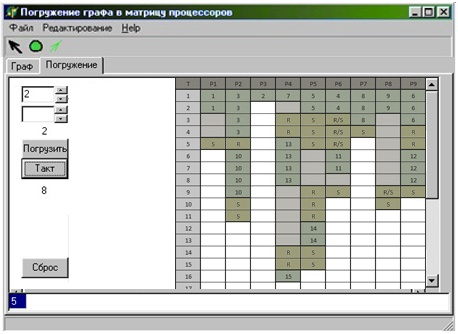 Погружение графа в матрицу процессоров
Файл Редактирование Help
Граф Погружение
2
2
Погрузить
Такт
8
Сброс
T P1 P2 P3 P4 P5 P6 P7 P8 P9
1 1 3 2 7 5 4 8 9 6
2 1 3 5 4 8 9 6
3 3 R S R/S 8 6
4 3 R S R/S S R
5 S R 13 S R
6 10 13 11 12
7 10 13 11 12
8 10 13 12
9 10 R R/S S
10 S S S
11 S R
12 14
13 14
14 R S
15 R S
16 15
5